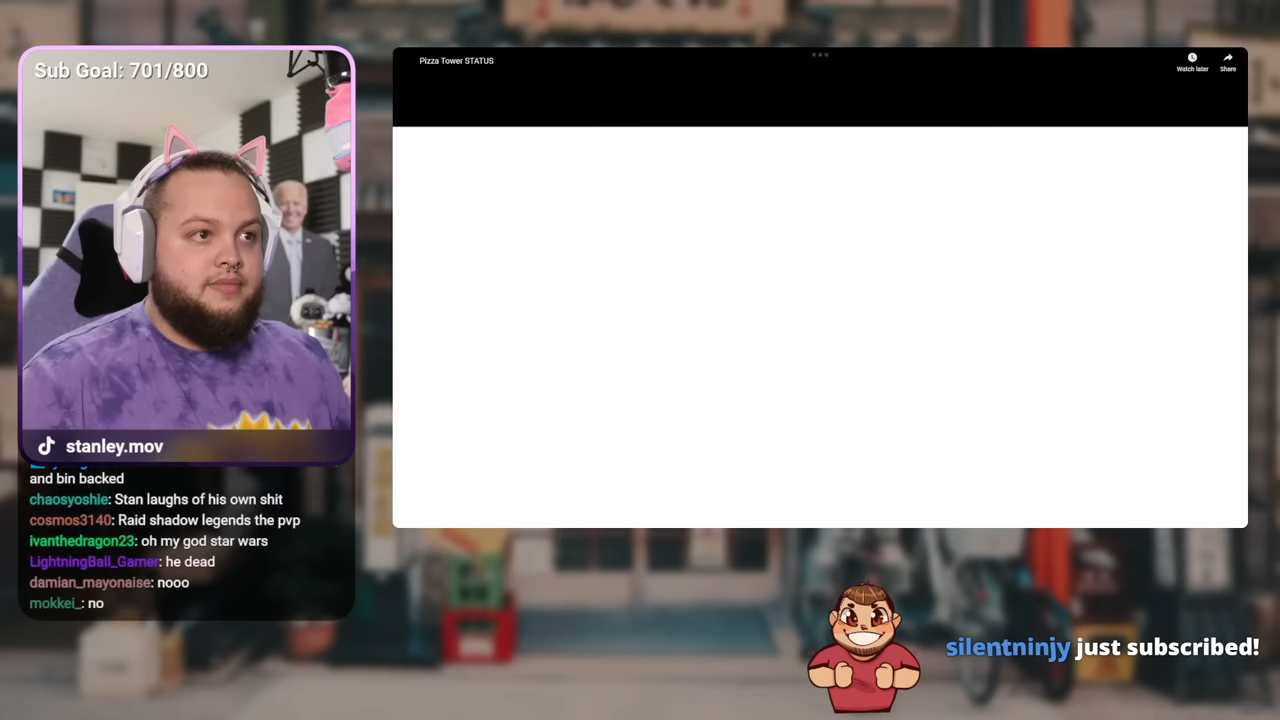 Sub Goal: 701/800
stanley.mov
and bin backed
chaosyoshie: Stan laughs of his own shit
cosmos3140: Raid shadow legends the pvp
ivanthedragon23: oh my god star wars
LightningBall_Gamer: he dead
damian_mayonaise: nooo
mokkei_: no
Pizza Tower STATUS
Watch later
Share
silentninjy just subscribed!